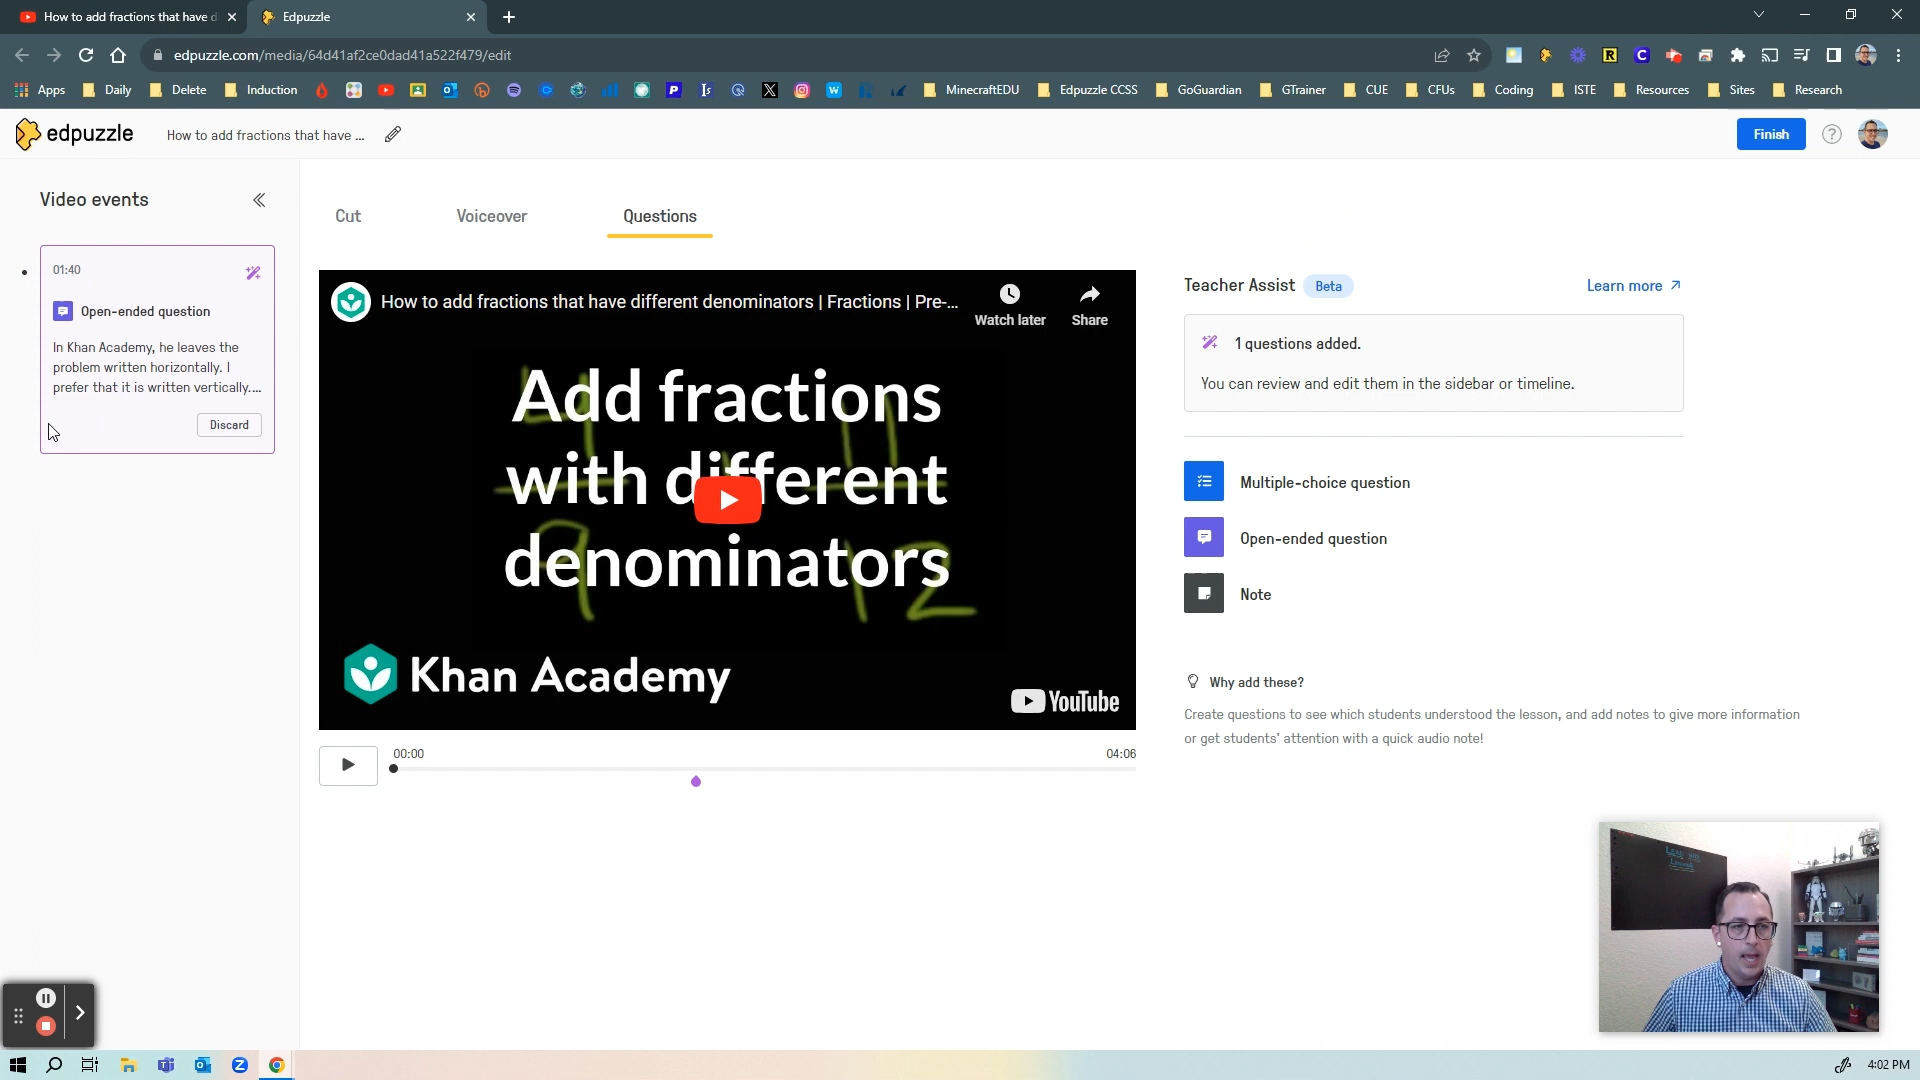 How to add fractions that have d
Edpuzzle
edpuzzle.com/media/64d41af2ce0dad41a522f479/edit
Apps
Daily
Delete
Induction
MinecraftEDU
Edpuzzle CCSS
GoGuardian
GTrainer
CUE
CFUs
Coding
ISTE
Resources
Sites
Research
edpuzzle
How to add fractions that have ...
Finish
Video events
Cut
Voiceover
Questions
01:40
Open-ended question
In Khan Academy, he leaves the
problem written horizontally. I
prefer that it is written vertically....
Discard
How to add fractions that have different denominators | Fractions | Pre-...
Watch later
Share
Add fractions
with different
denominators
4 11
9 12
Khan Academy
YouTube
00:00
04:06
Teacher Assist
Beta
Learn more
1 questions added.
You can review and edit them in the sidebar or timeline.
Multiple-choice question
Open-ended question
Note
Why add these?
Create questions to see which students understood the lesson, and add notes to give more information
or get students' attention with a quick audio note!
4:02 PM